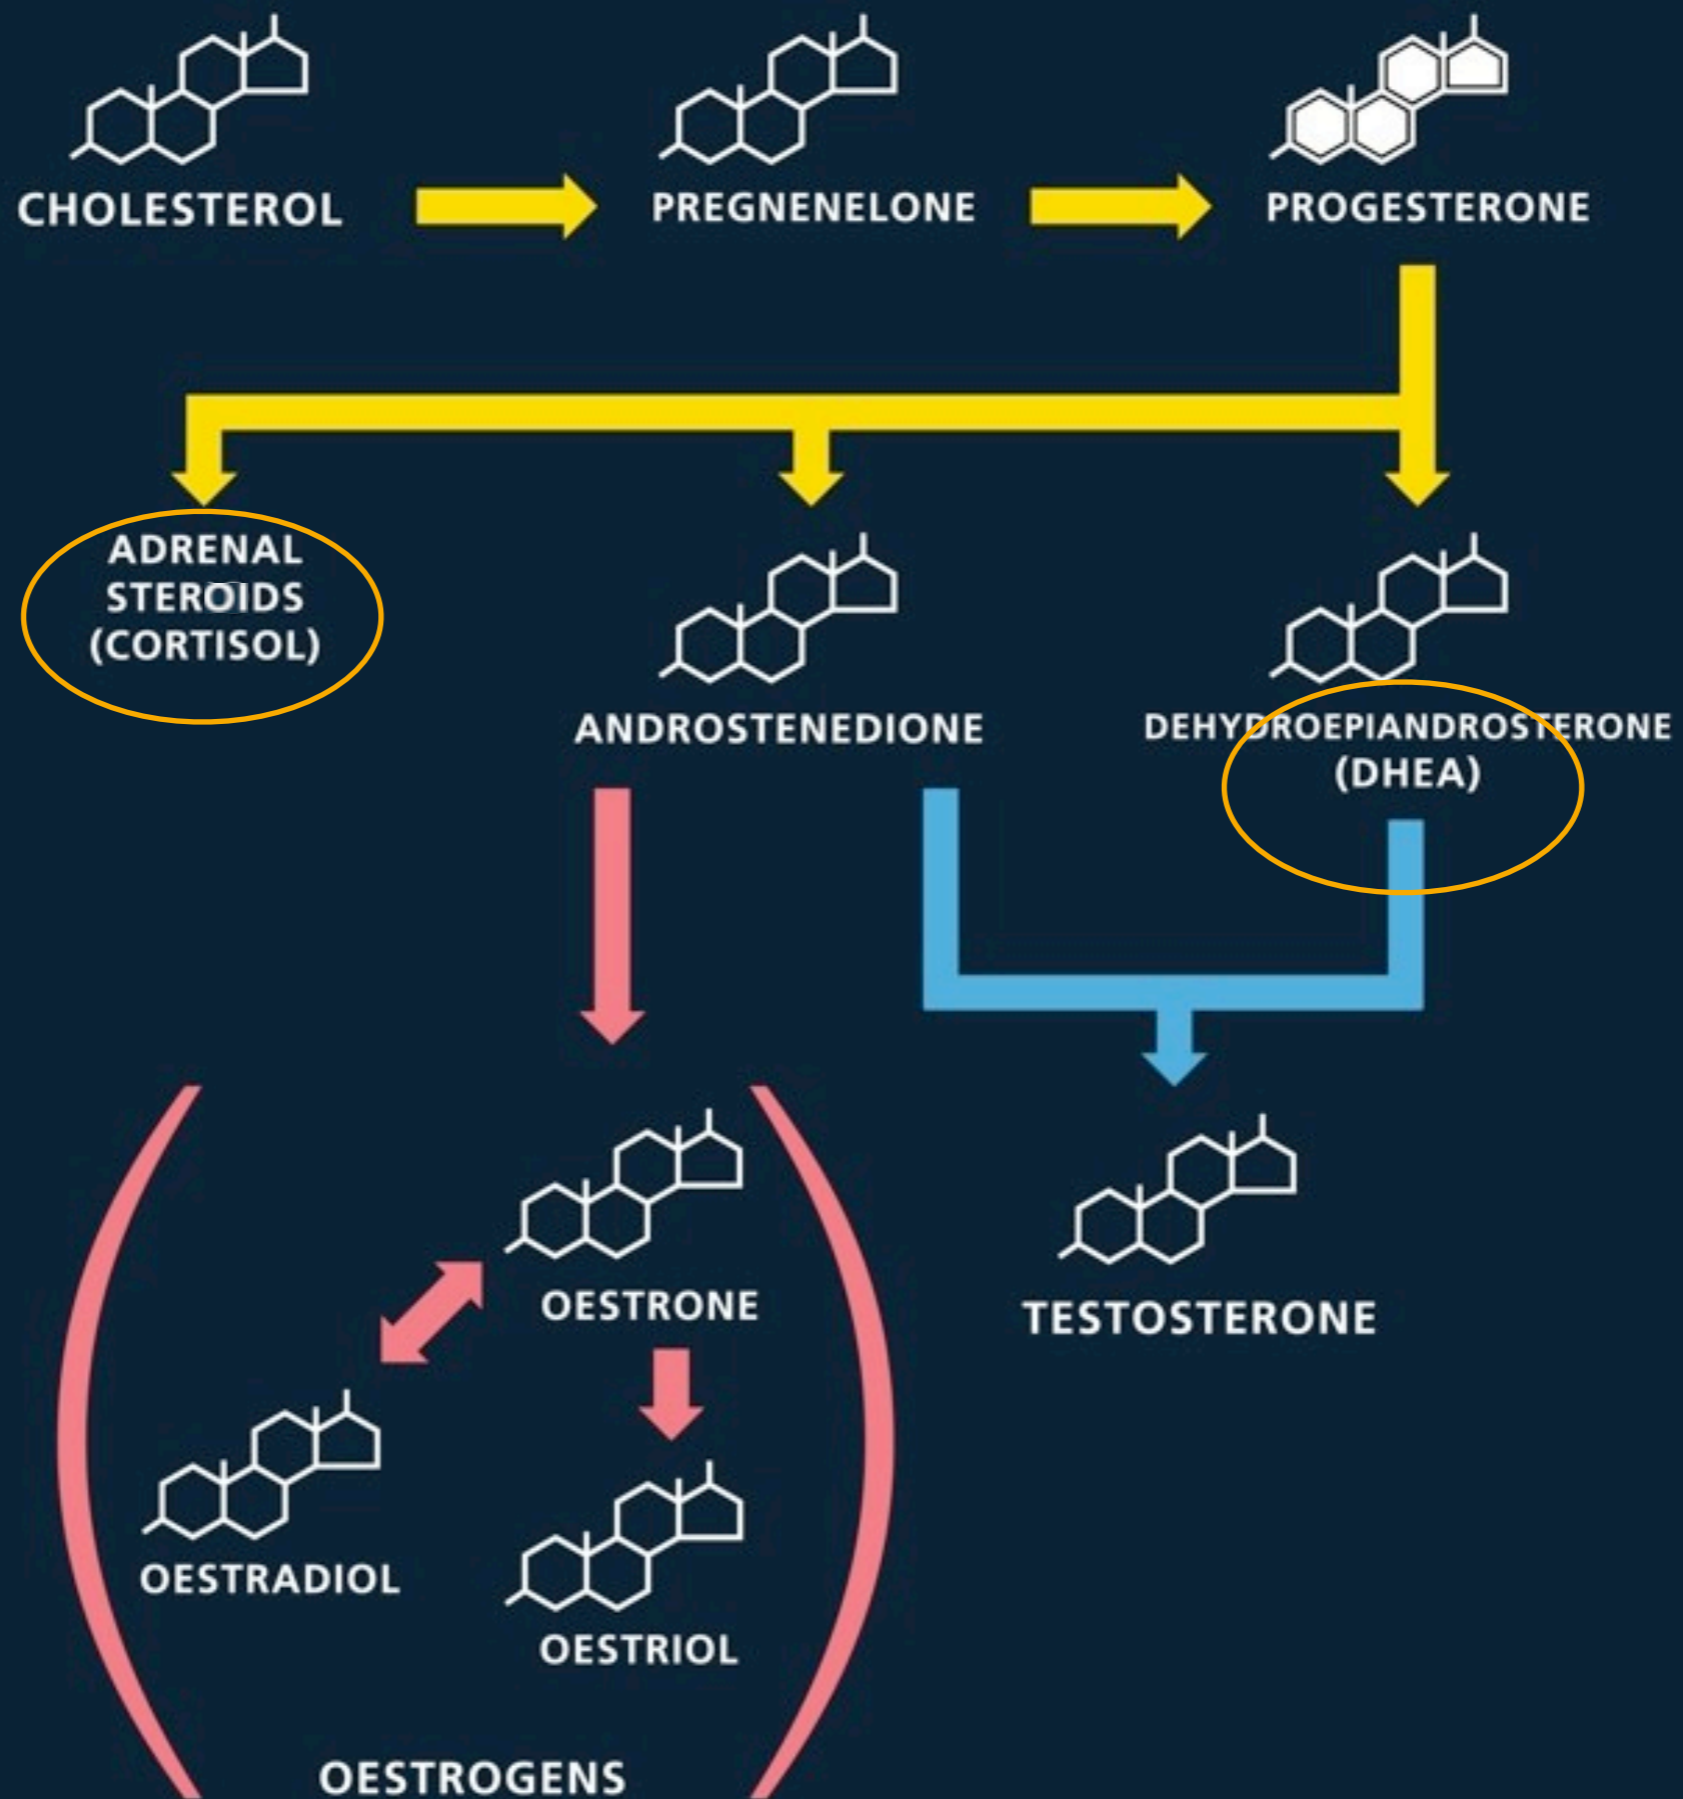 CHOLESTEROL
PREGNENELONE
PROGESTERONE
ADRENAL
STEROIDS
(CORTISOL)
ANDROSTENEDIONE
DEHYDROEPIANDROSTERONE
(DHEA)
OESTRONE
TESTOSTERONE
OESTRADIOL
OESTRIOL
OESTROGENS